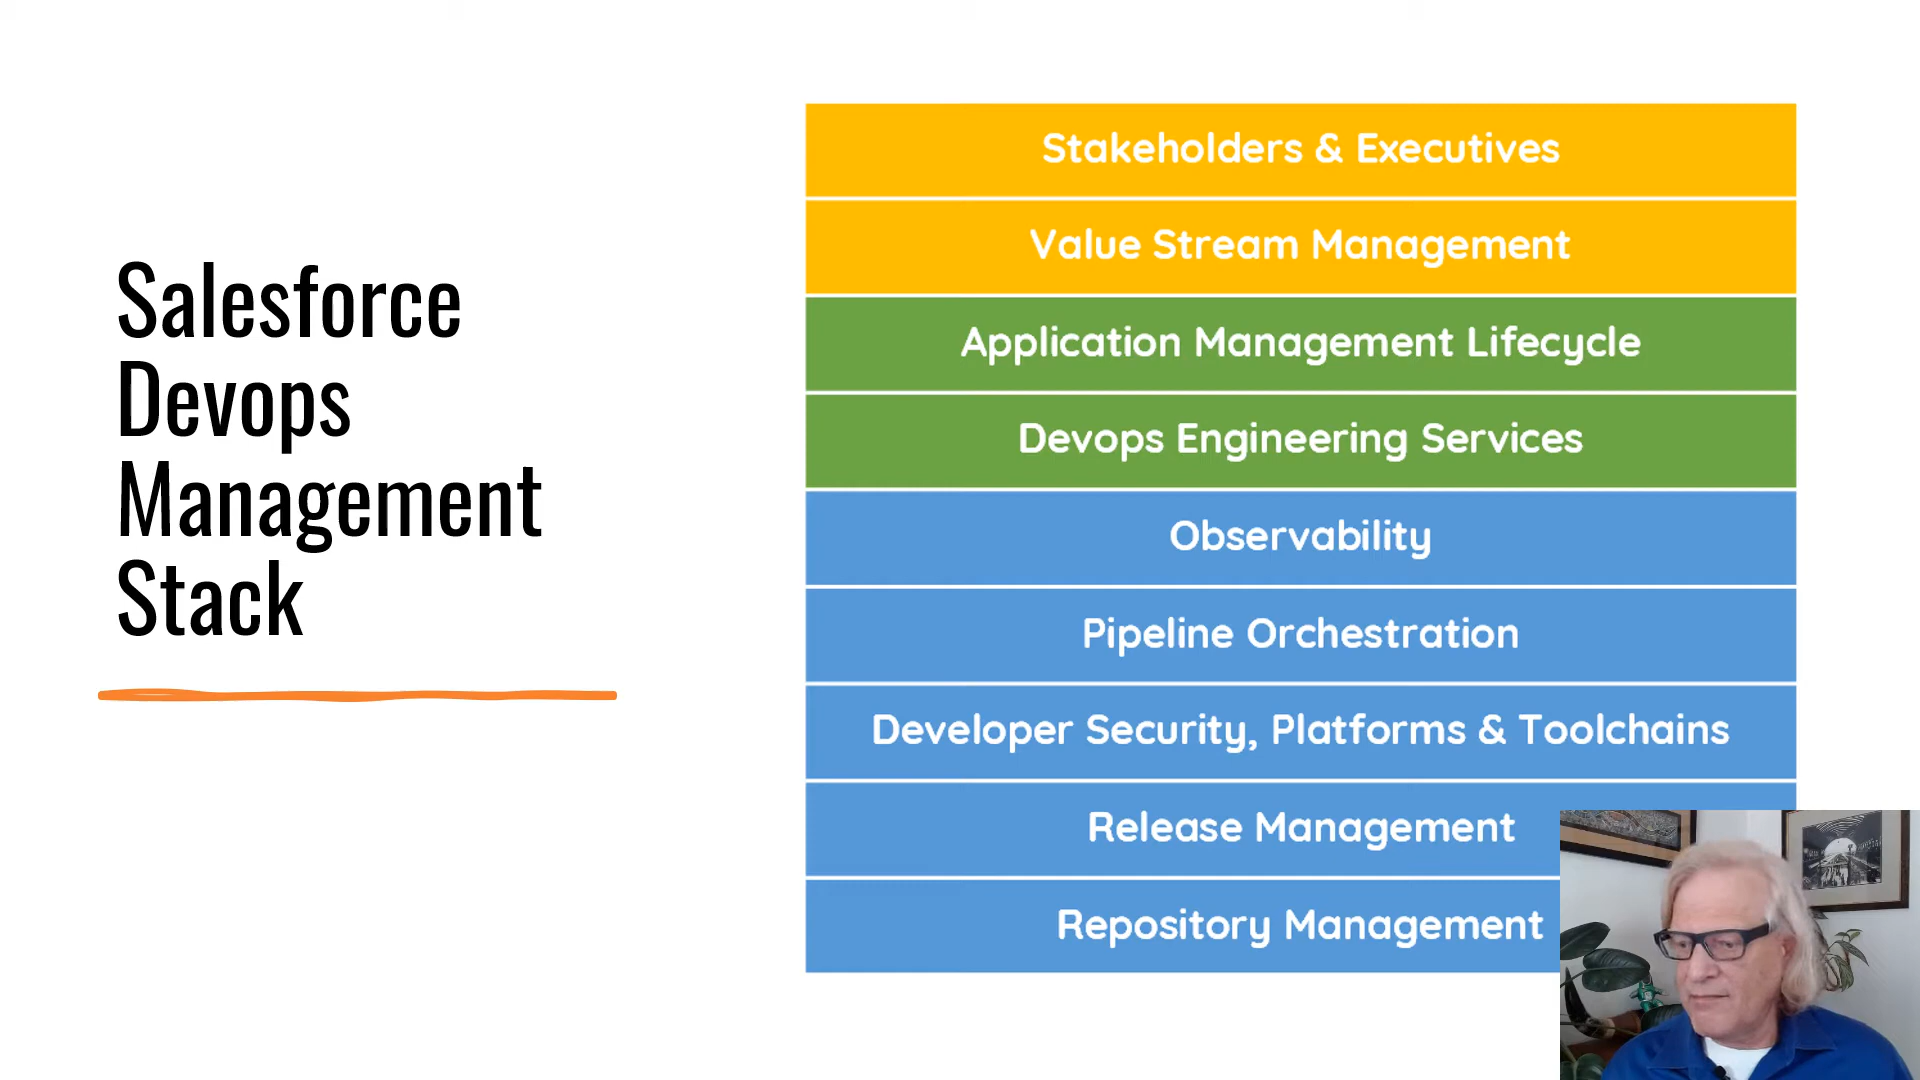 Salesforce
Devops
Management
Stack
Stakeholders & Executives
Value Stream Management
Application Management Lifecycle
Devops Engineering Services
Observability
Pipeline Orchestration
Developer Security, Platforms & Toolchains
Release Management
Repository Management